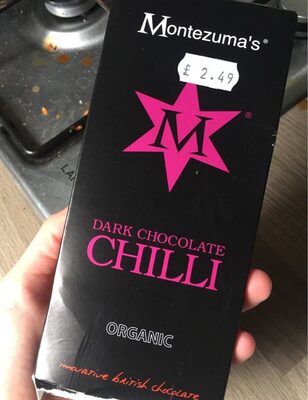 Montezuma's®
£ 2.49
M®
DARK CHOCOLATE
CHILLI
ORGANIC
innovative british chocolate